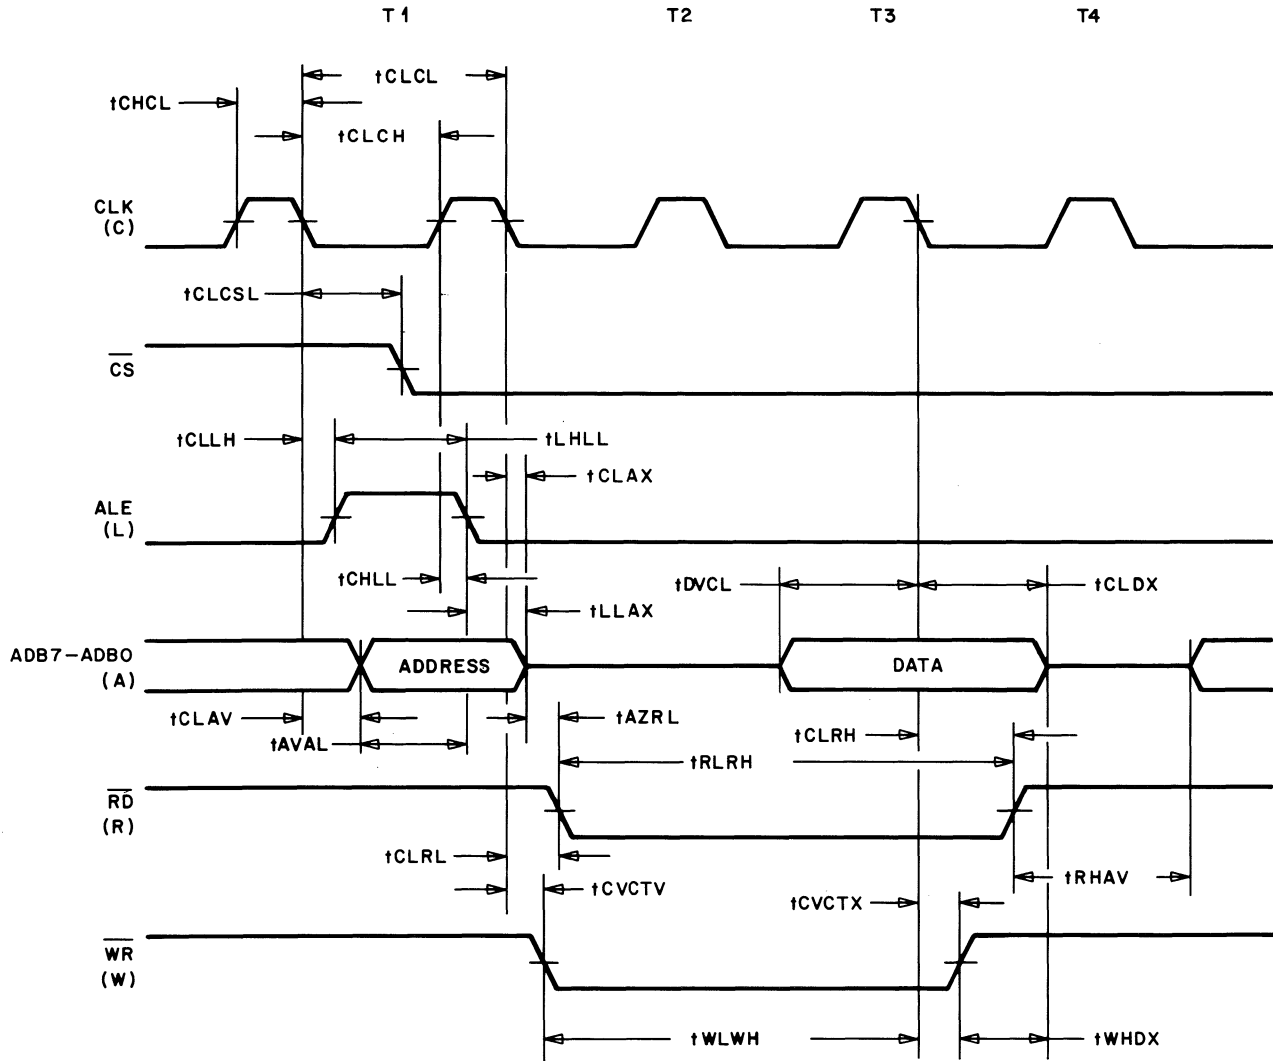 T1 T2 T3 T4
tCLCL
tCHCL
tCLCH
CLK
(C)
tCLCSL
CS
tCLLH tLHLL
tCLAX
ALE
(L)
tCHLL tDVCL tCLDX
tLLAX
ADB7-ADB0
(A)
ADDRESS DATA
tCLAV tAZRL
tCLRH
tAVAL
tRLRH
RD
(R)
tCLRL
tRHAV
tCVCTV tCVCTX
WR
(W)
tWLWH tWHDX